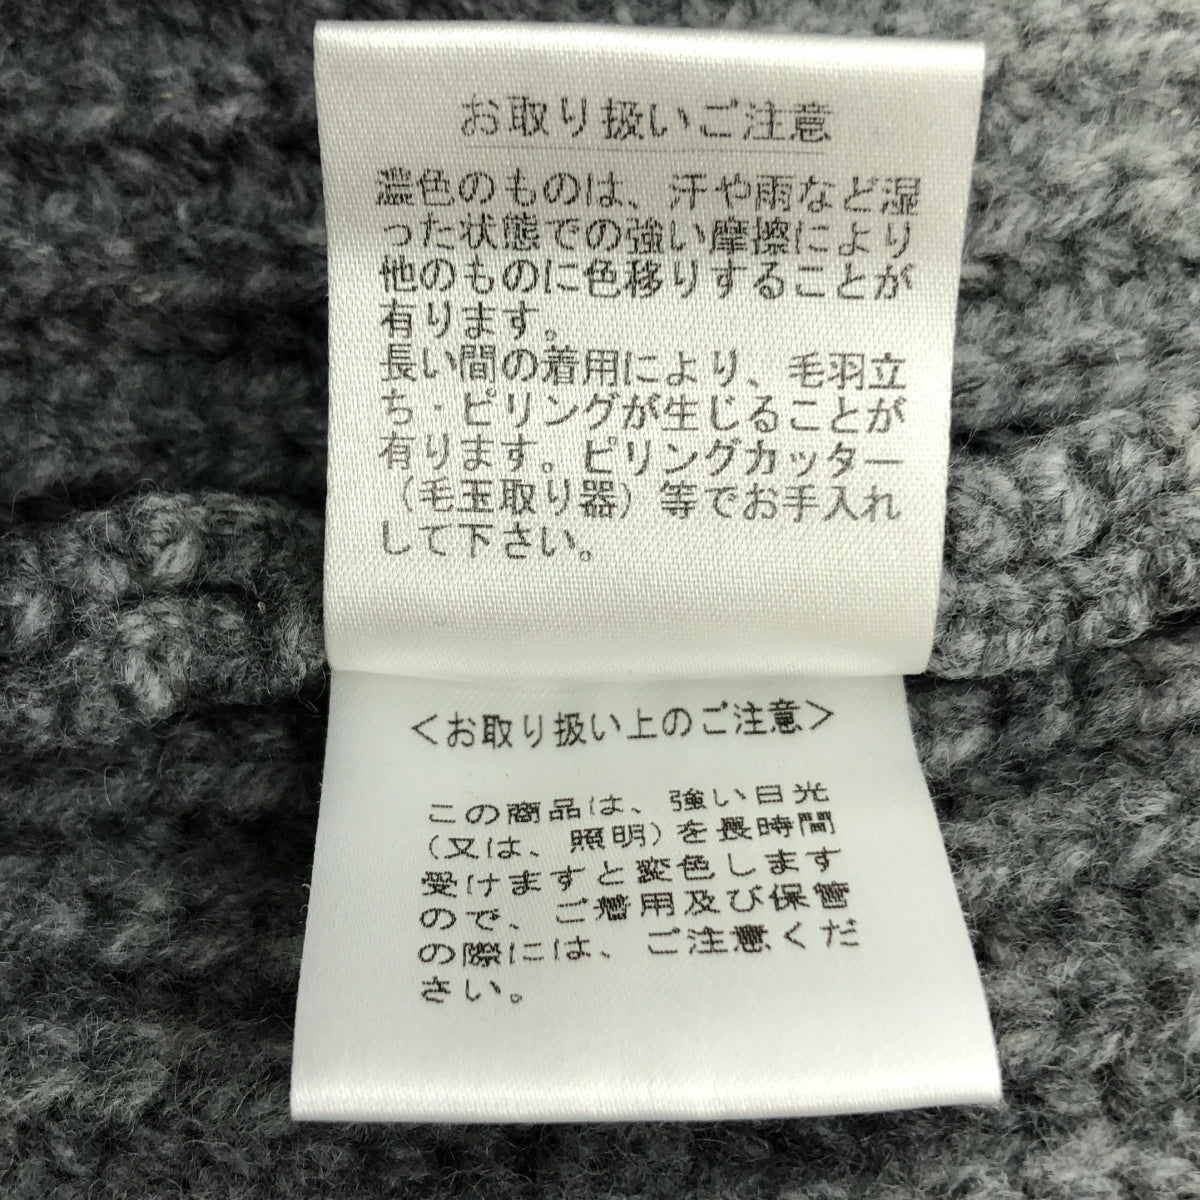 お取り扱いご注意
濃色のものは、汗や雨など湿
った状態での強い摩擦により
他のものに色移りすることが
有ります。
長い間の着用により、毛羽立
ち・ピリングが生じることが
有ります。ピリングカッター
（毛玉取り器）等でお手入れ
して下さい。
＜お取り扱い上のご注意＞
この商品は、強い日光
（又は、照明）を長時間
受けますと変色します
ので、ご着用及び保管
の際には、ご注意くだ
さい。